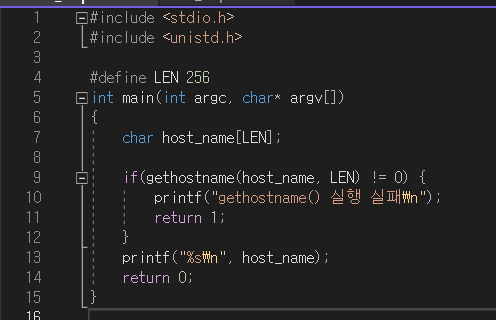 1 #include <stdio.h>
2 #include <unistd.h>
3
4 #define LEN 256
5 int main(int argc, char* argv[])
6 {
7 char host_name[LEN];
8
9 if(gethostname(host_name, LEN) != 0) {
10 printf("gethostname() 실행 실패₩n");
11 return 1;
12 }
13 printf("%s₩n", host_name);
14 return 0;
15 }
16